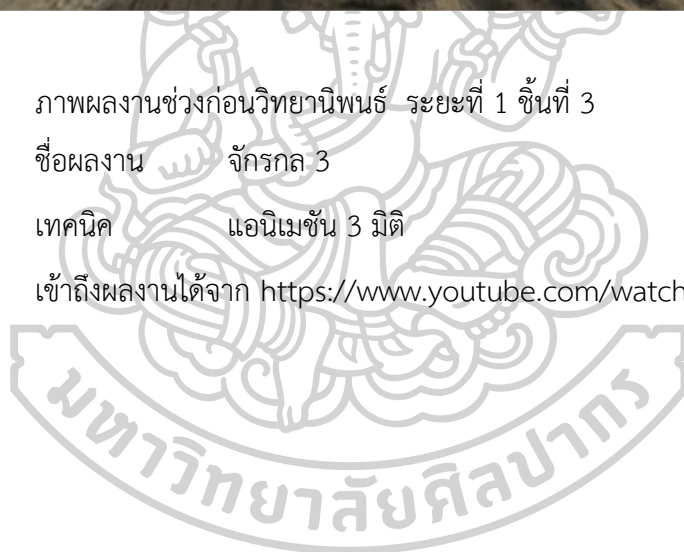 ภาพผลงานช่วงก่อนวิทยานิพนธ์ ระยะที่ 1 ชิ้นที่ 3
ชื่อผลงาน จักรกล 3
เทคนิค แอนิเมชัน 3 มิติ
เข้าถึงผลงานได้จาก https://www.youtube.com/watch
มหาวิทยาลัยศิลปากร